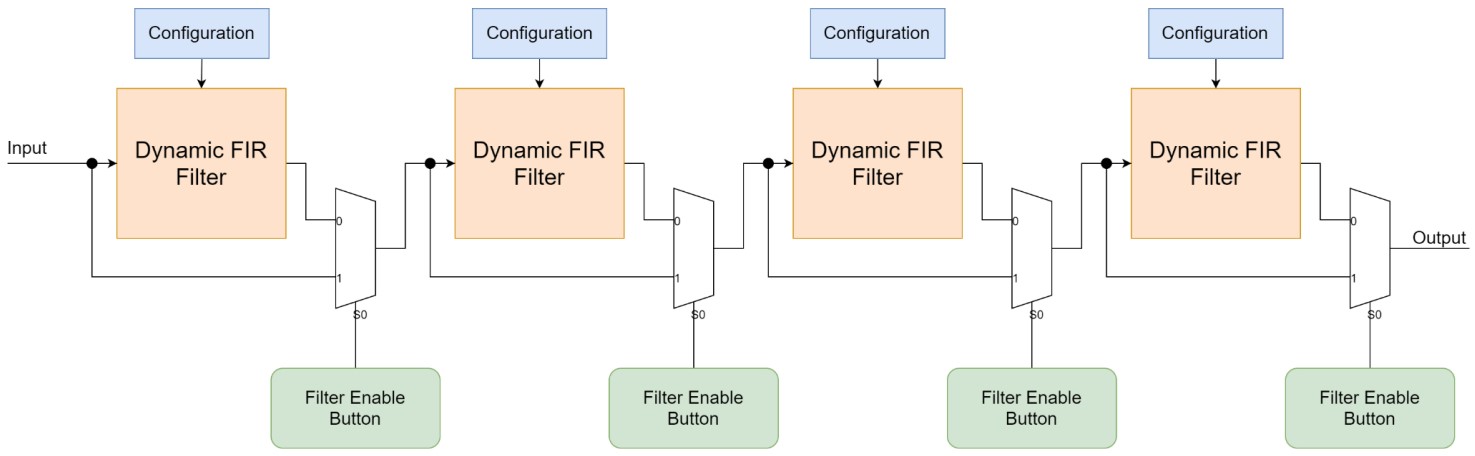 Configuration
Configuration
Configuration
Configuration
Input
Dynamic FIR
Filter
Dynamic FIR
Filter
Dynamic FIR
Filter
Dynamic FIR
Filter
0
0
0
0
Output
1
1
1
1
S0
S0
S0
S0
Filter Enable
Button
Filter Enable
Button
Filter Enable
Button
Filter Enable
Button